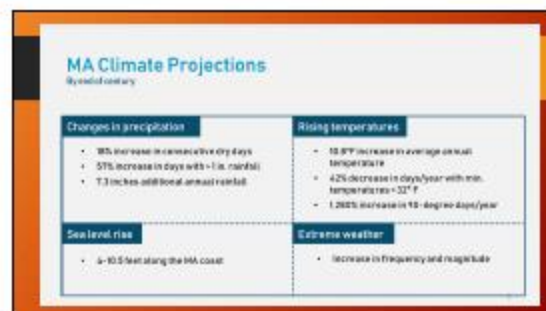 MA Climate Projections
By end of century
Changes in precipitation
• 18% increase in consecutive dry days
• 57% increase in days with >1 in. rainfall
• 7.3 inches additional annual rainfall
Rising temperatures
• 10.8°F increase in average annual
temperature
• 42% decrease in days/year with min.
temperatures < 32° F
• 1,280% increase in 90-degree days/year
Sea level rise
• 4-10.5 feet along the MA coast
Extreme weather
• Increase in frequency and magnitude